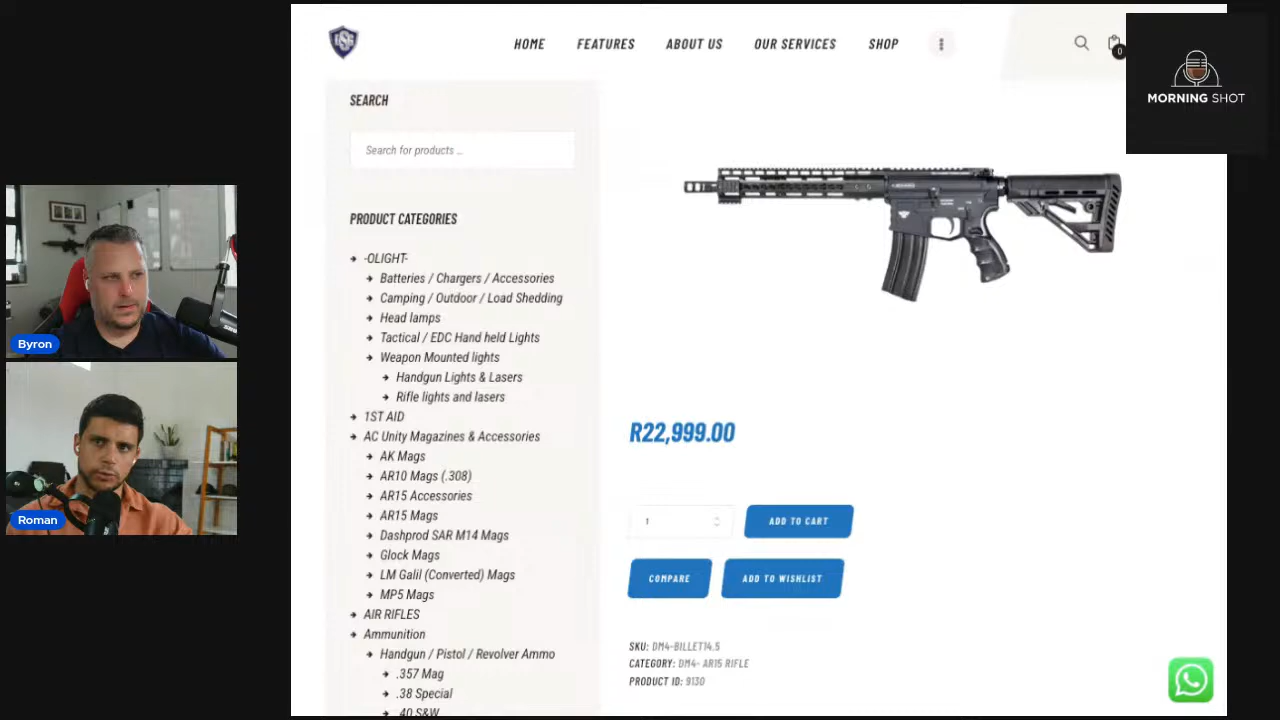 HOME FEATURES ABOUT US OUR SERVICES SHOP
0
MORNING SHOT
SEARCH
Search for products ...
PRODUCT CATEGORIES
-OLIGHT-
Batteries / Chargers / Accessories
Camping / Outdoor / Load Shedding
Head lamps
Tactical / EDC Hand held Lights
Weapon Mounted lights
Handgun Lights & Lasers
Rifle lights and lasers
1ST AID
AC Unity Magazines & Accessories
AK Mags
AR10 Mags (.308)
AR15 Accessories
AR15 Mags
Dashprod SAR M14 Mags
Glock Mags
LM Galil (Converted) Mags
MP5 Mags
AIR RIFLES
Ammunition
Handgun / Pistol / Revolver Ammo
.357 Mag
.38 Special
.40 S&W
R22,999.00
1
ADD TO CART
COMPARE
ADD TO WISHLIST
SKU: DM4-BILLET14.5
CATEGORY: DM4- AR15 RIFLE
PRODUCT ID: 9130
Byron
Roman